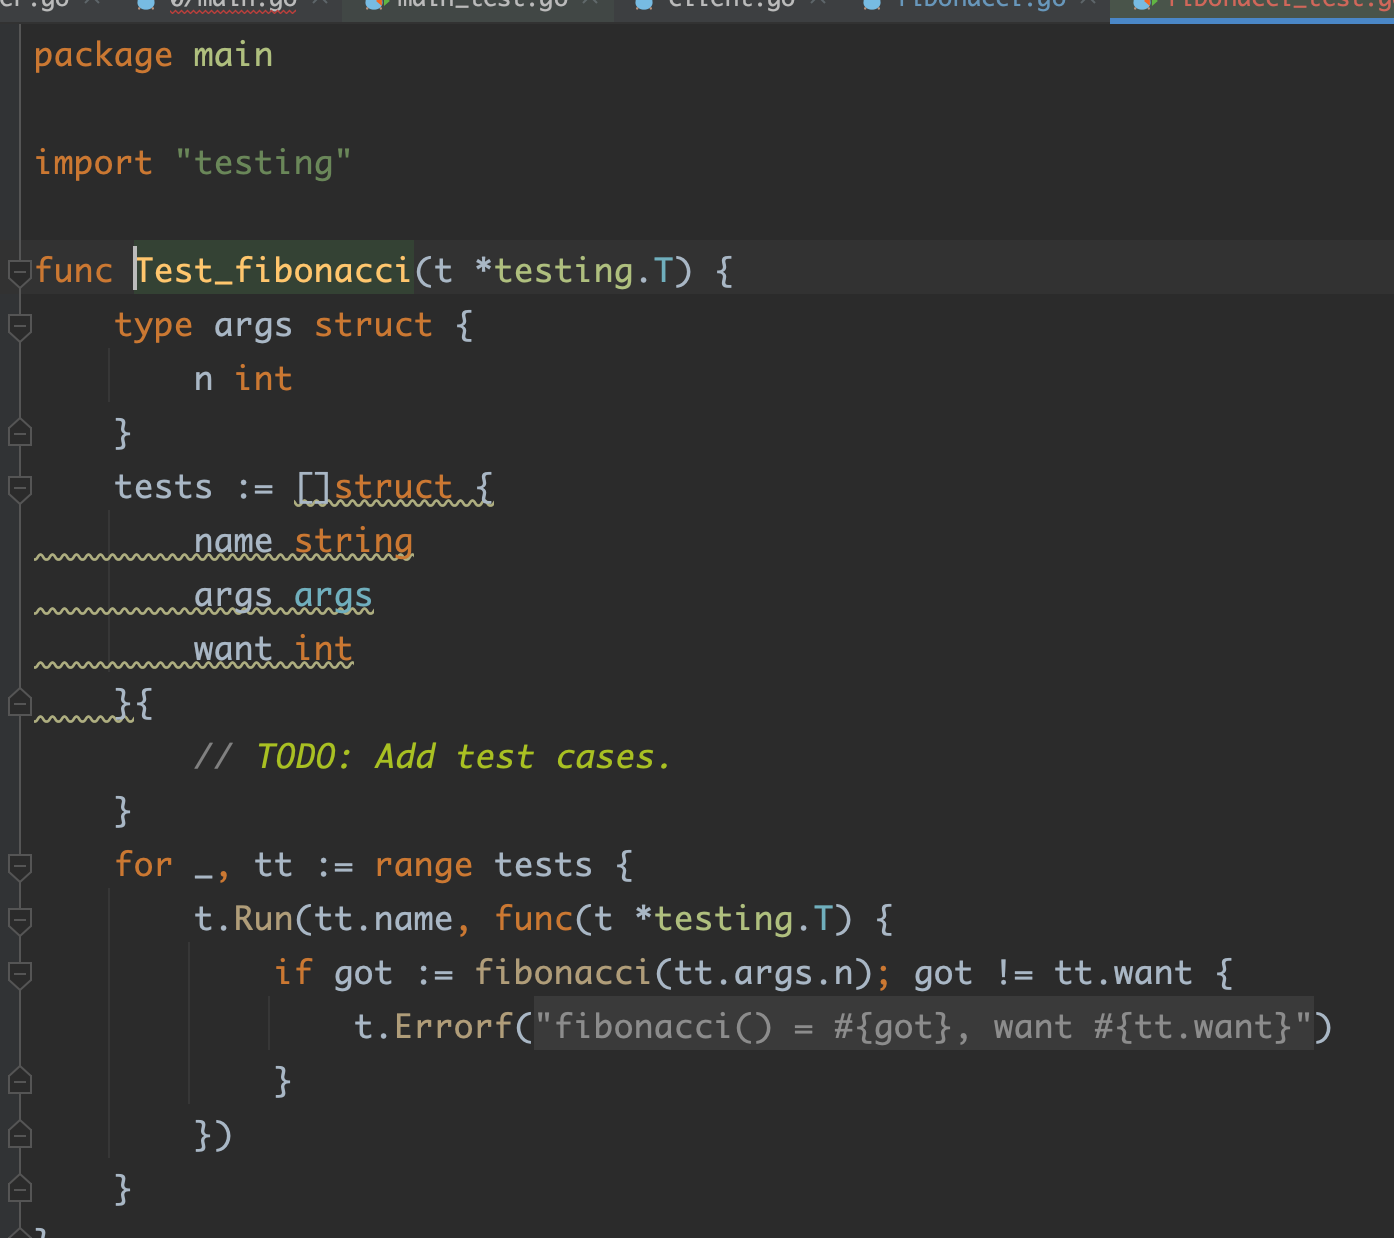 er.go 0/main.go main_test.go client.go fibonacci.go fibonacci_test.go
package main
import "testing"
func Test_fibonacci(t *testing.T) {
type args struct {
n int
}
tests := []struct {
name string
args args
want int
}{
// TODO: Add test cases.
}
for _, tt := range tests {
t.Run(tt.name, func(t *testing.T) {
if got := fibonacci(tt.args.n); got != tt.want {
t.Errorf("fibonacci() = #{got}, want #{tt.want}")
}
})
}
}